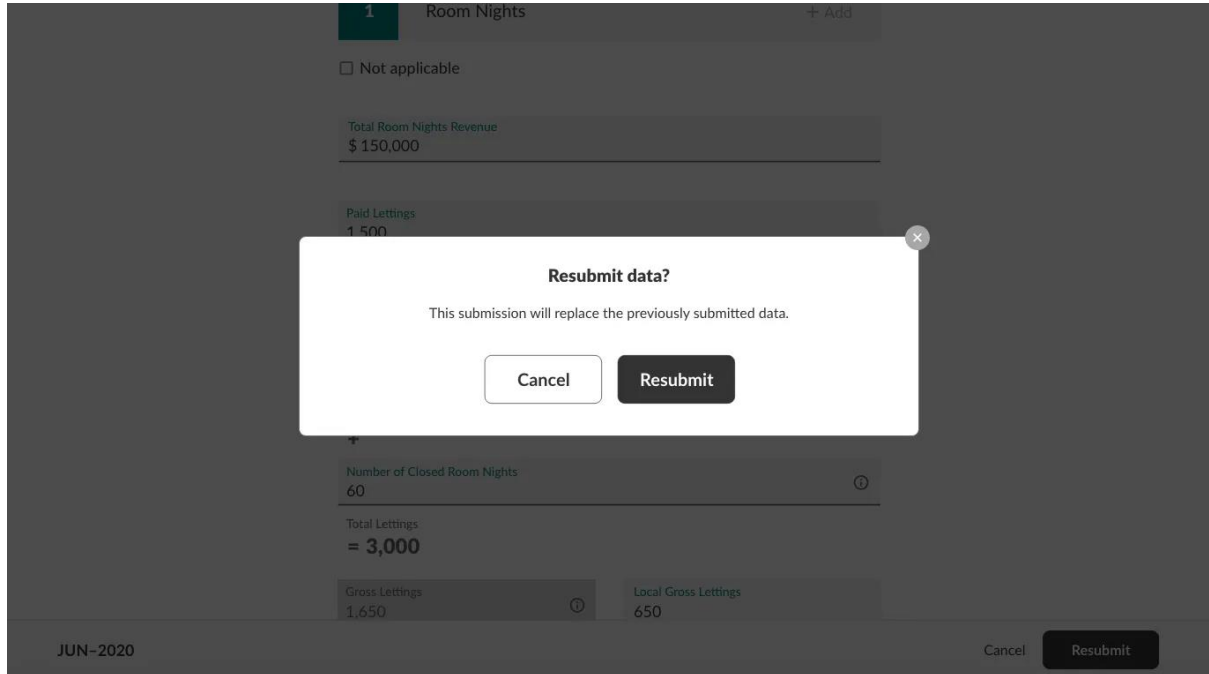 1 Room Nights + Add
Not applicable
Total Room Nights Revenue
$ 150,000
Paid Lettings
1,500
Resubmit data?
This submission will replace the previously submitted data.
Cancel Resubmit
+
Number of Closed Room Nights
60
Total Lettings
= 3,000
Gross Lettings Local Gross Lettings
1,650 650
JUN–2020 Cancel Resubmit